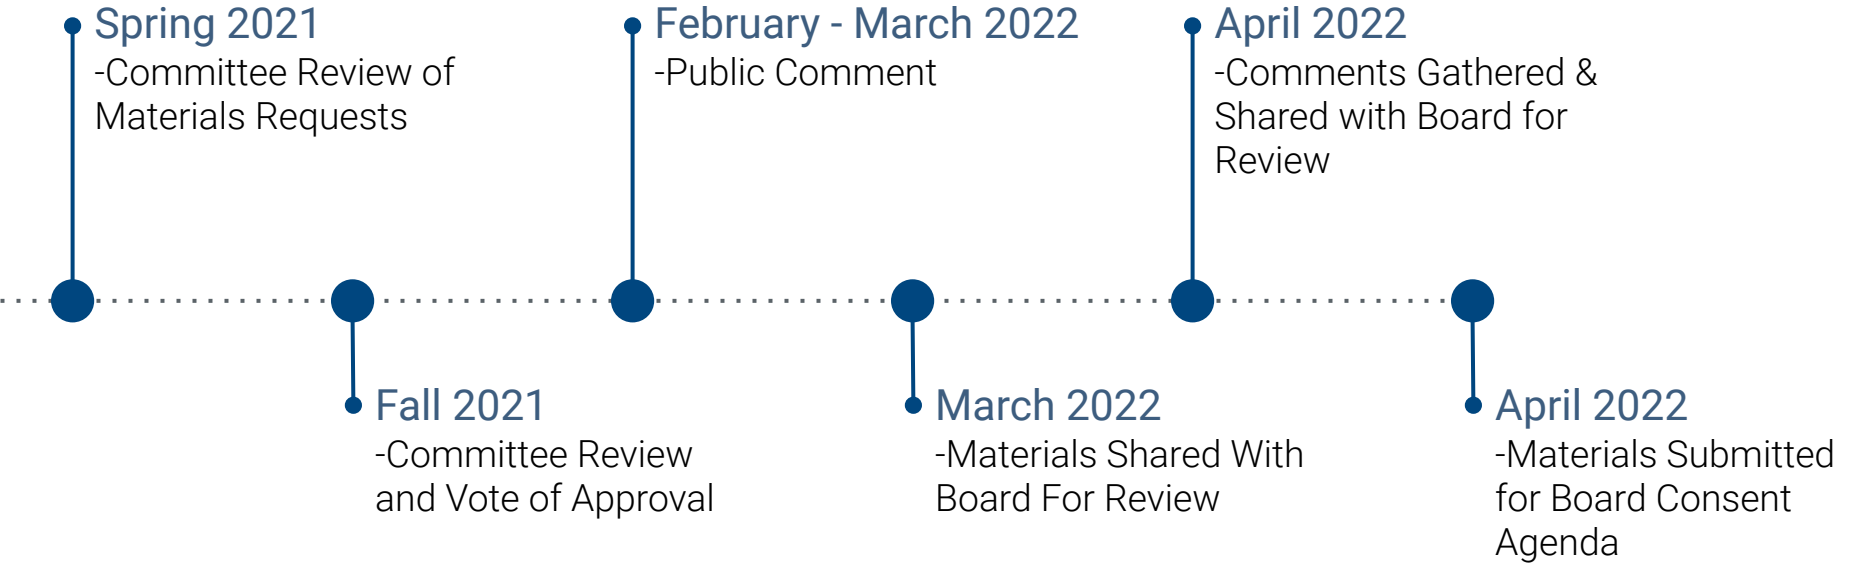 Spring 2021
-Committee Review of
Materials Requests
Fall 2021
-Committee Review
and Vote of Approval
February - March 2022
-Public Comment
March 2022
-Materials Shared With
Board For Review
April 2022
-Comments Gathered &
Shared with Board for
Review
April 2022
-Materials Submitted
for Board Consent
Agenda